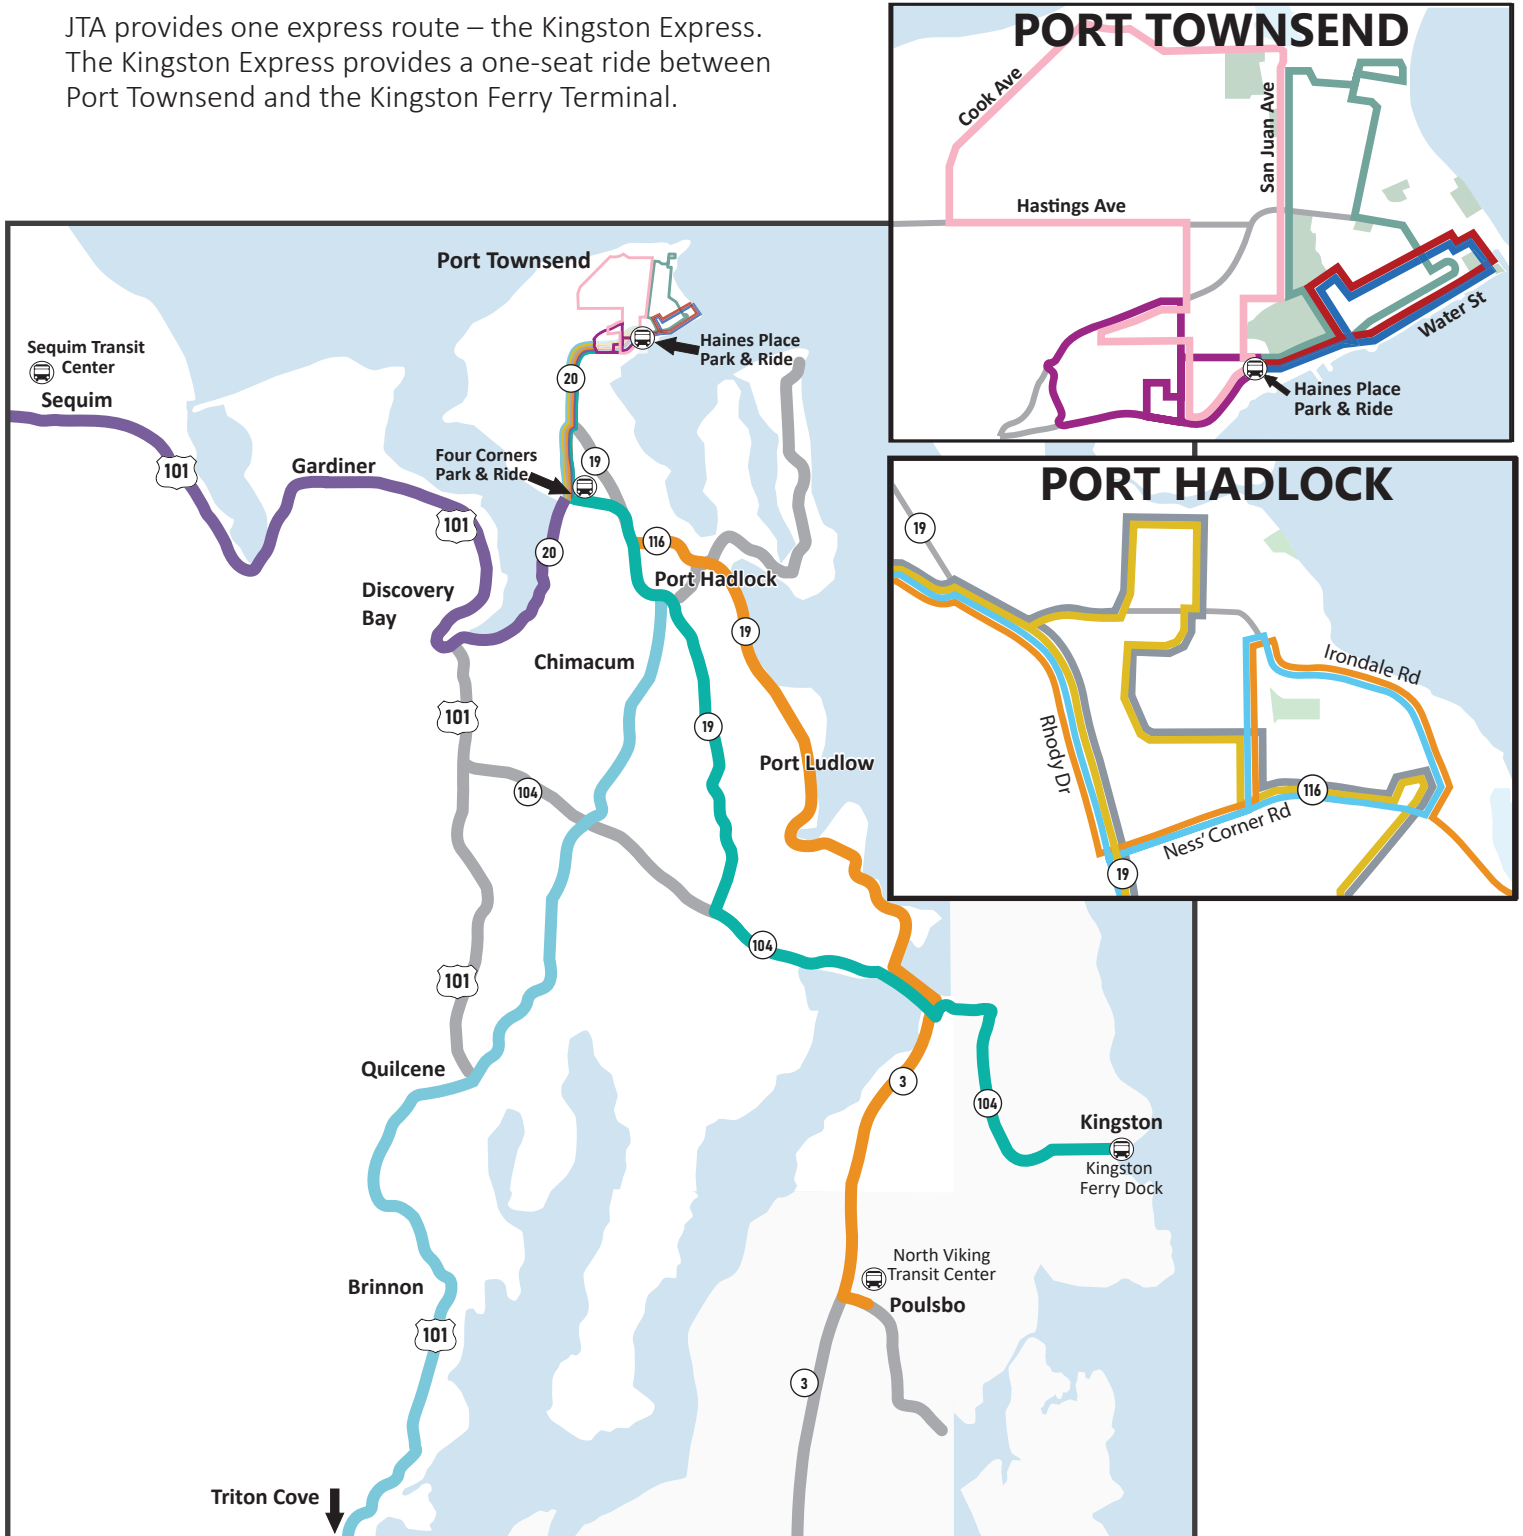 JTA provides one express route – the Kingston Express.
The Kingston Express provides a one-seat ride between
Port Townsend and the Kingston Ferry Terminal.
PORT TOWNSEND
Cook Ave
San Juan Ave
Hastings Ave
Water St
Haines Place
Park & Ride
Port Townsend
Haines Place
Park & Ride
Sequim Transit
Center
Sequim
20
101
Gardiner
Four Corners
Park & Ride
19
101
20
116
Port Hadlock
Discovery
Bay
19
Chimacum
101
19
Port Ludlow
104
104
101
Quilcene
3
104
Kingston
Kingston
Ferry Dock
North Viking
Transit Center
Poulsbo
Brinnon
101
3
Triton Cove
PORT HADLOCK
19
Irondale Rd
Rhody Dr
116
Ness' Corner Rd
19